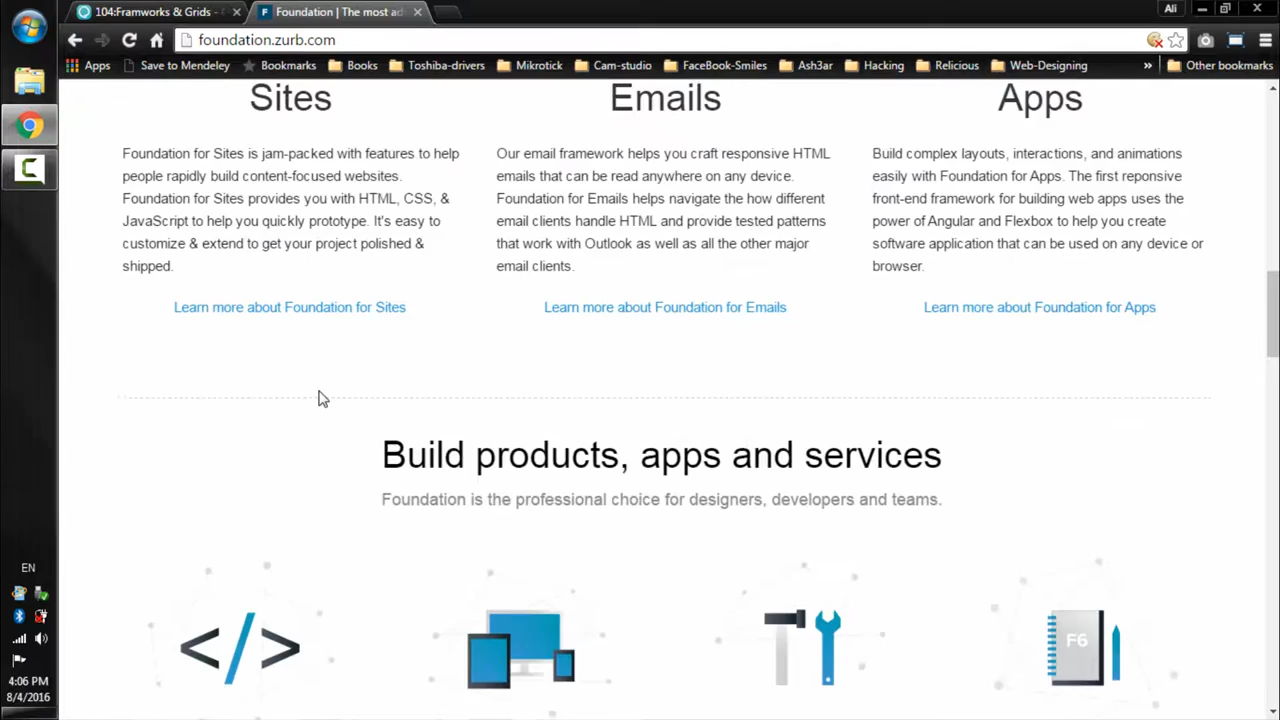 104:Framworks & Grids -
Foundation | The most ad
Ali
foundation.zurb.com
Apps
Save to Mendeley
Bookmarks
Books
Toshiba-drivers
Mikrotick
Cam-studio
FaceBook-Smiles
Ash3ar
Hacking
Relicious
Web-Designing
»
Other bookmarks
Sites
Foundation for Sites is jam-packed with features to help
people rapidly build content-focused websites.
Foundation for Sites provides you with HTML, CSS, &
JavaScript to help you quickly prototype. It's easy to
customize & extend to get your project polished &
shipped.
Learn more about Foundation for Sites
Emails
Our email framework helps you craft responsive HTML
emails that can be read anywhere on any device.
Foundation for Emails helps navigate the how different
email clients handle HTML and provide tested patterns
that work with Outlook as well as all the other major
email clients.
Learn more about Foundation for Emails
Apps
Build complex layouts, interactions, and animations
easily with Foundation for Apps. The first reponsive
front-end framework for building web apps uses the
power of Angular and Flexbox to help you create
software application that can be used on any device or
browser.
Learn more about Foundation for Apps
Build products, apps and services
Foundation is the professional choice for designers, developers and teams.
</>
F6
EN
4:06 PM
8/4/2016